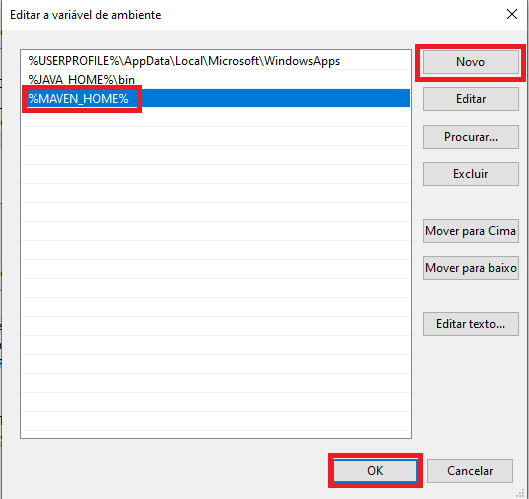 Editar a variável de ambiente
%USERPROFILE%\AppData\Local\Microsoft\WindowsApps
%JAVA_HOME%\bin
%MAVEN_HOME%
Novo
Editar
Procurar...
Excluir
Mover para Cima
Mover para baixo
Editar texto...
OK
Cancelar